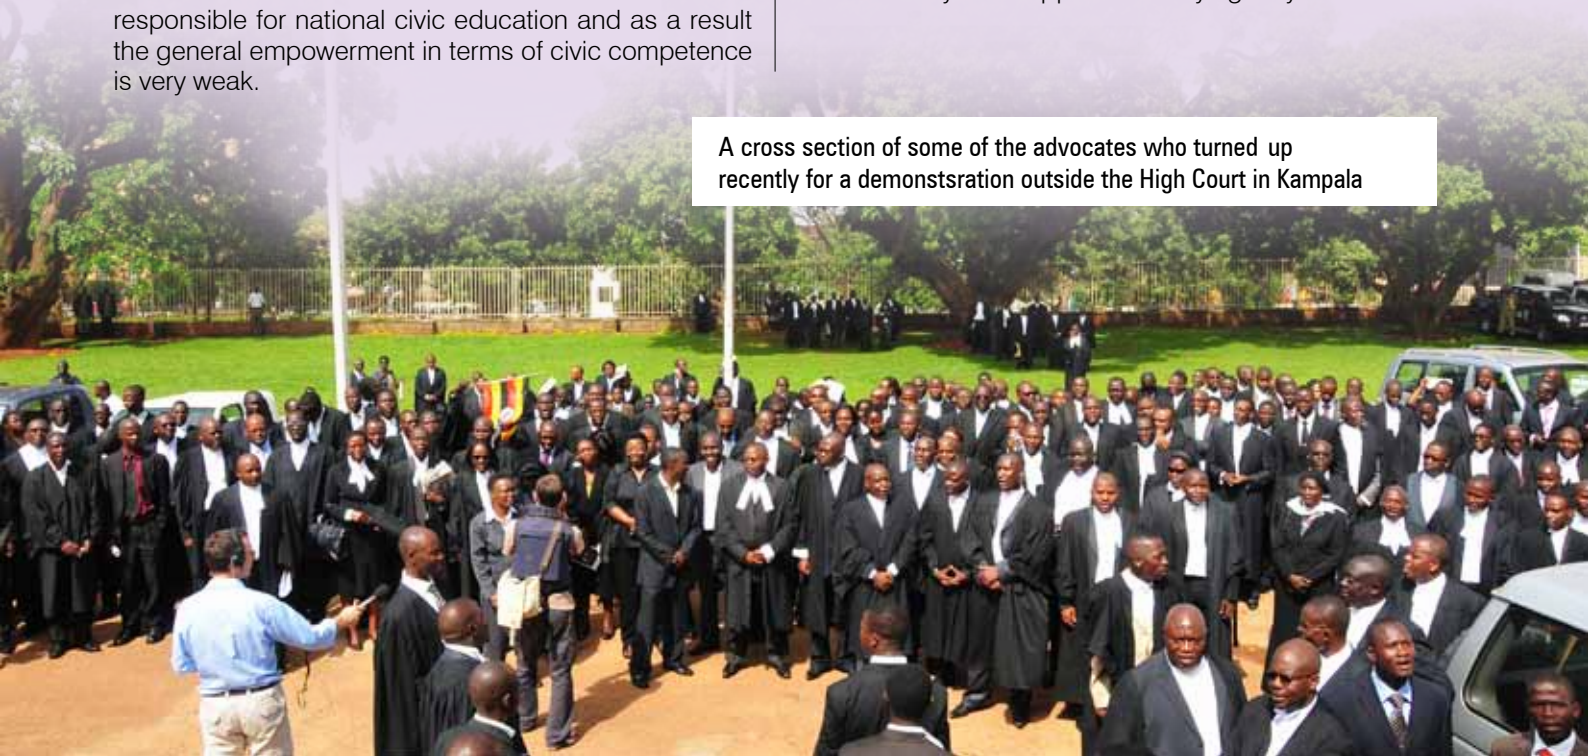 responsible for national civic education and as a result
the general empowerment in terms of civic competence
is very weak.
A cross section of some of the advocates who turned up
recently for a demonstsration outside the High Court in Kampala